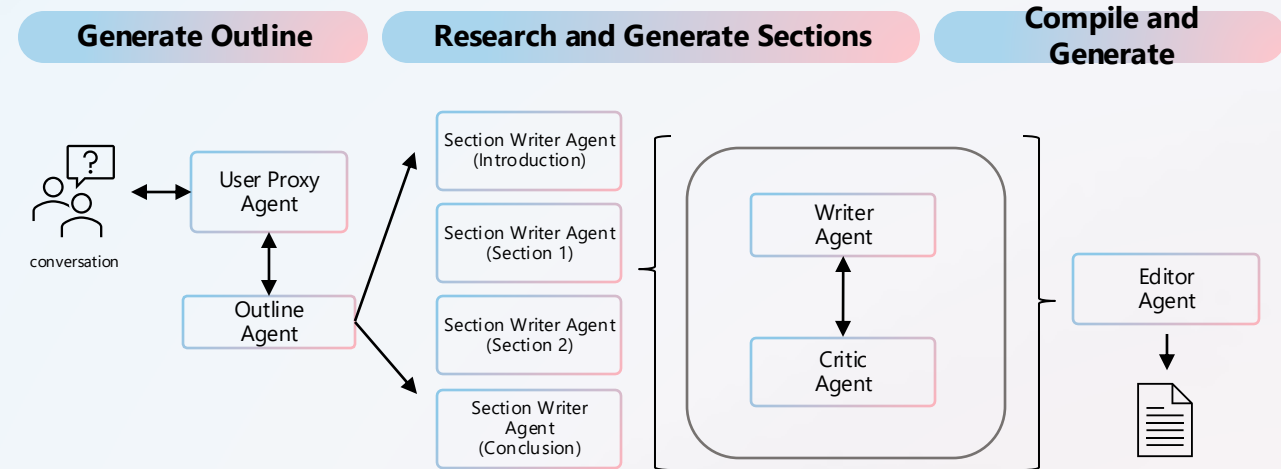 Generate Outline
Research and Generate Sections
Compile and
Generate
?
conversation
User Proxy
Agent
Outline
Agent
Section Writer Agent
(Introduction)
Section Writer Agent
(Section 1)
Section Writer Agent
(Section 2)
Section Writer
Agent
(Conclusion)
Writer
Agent
Critic
Agent
Editor
Agent